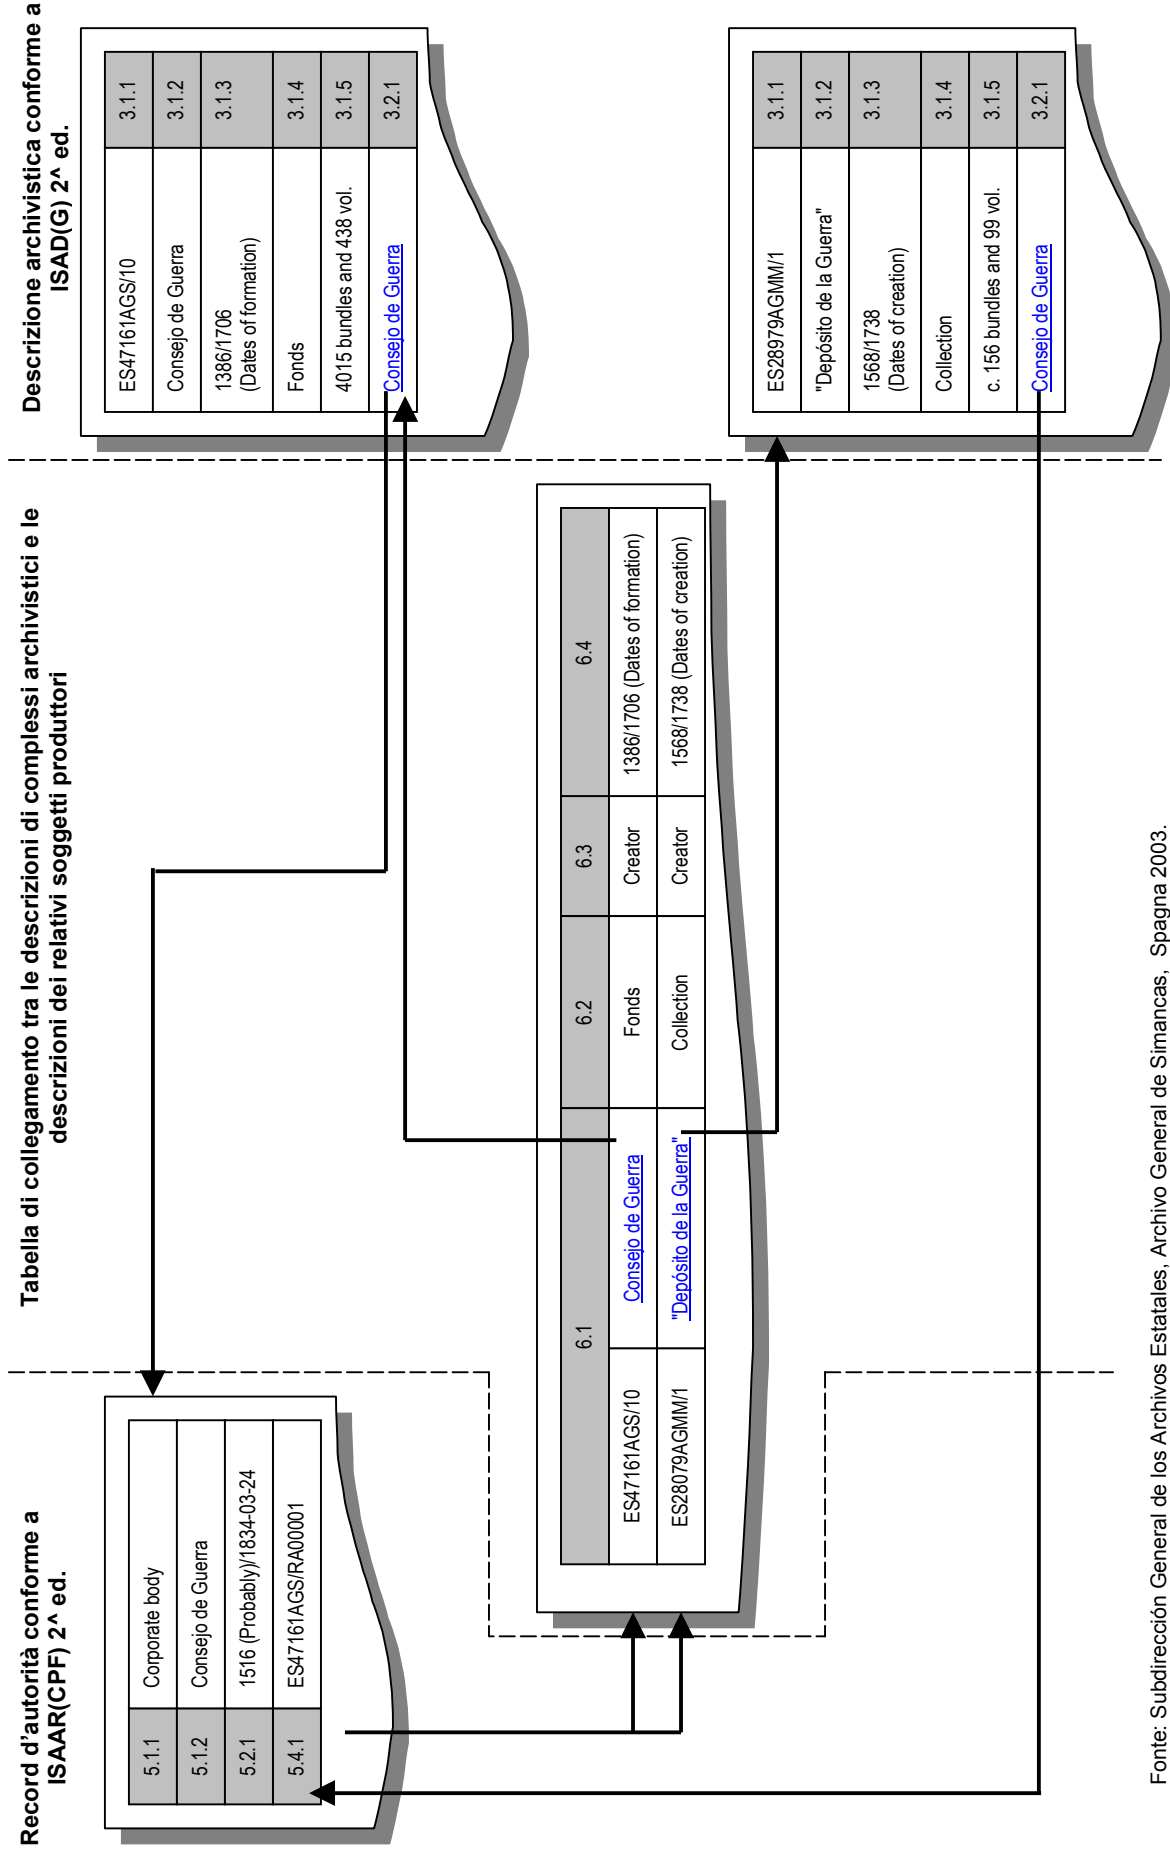 Record d'autorità conforme a
ISAAR(CPF) 2^ ed.
5.1.1 Corporate body
5.1.2 Consejo de Guerra
5.2.1 1516 (Probably)/1834-03-24
5.4.1 ES47161AGS/RA00001
Tabella di collegamento tra le descrizioni di complessi archivistici e le
descrizioni dei relativi soggetti produttori
6.1 6.2 6.3 6.4
ES47161AGS/10 Consejo de Guerra Fonds Creator 1386/1706 (Dates of formation)
ES28079AGMM/1 "Depósito de la Guerra" Collection Creator 1568/1738 (Dates of creation)
Descrizione archivistica conforme a
ISAD(G) 2^ ed.
ES47161AGS/10 3.1.1
Consejo de Guerra 3.1.2
1386/1706 3.1.3
(Dates of formation)
Fonds 3.1.4
4015 bundles and 438 vol. 3.1.5
Consejo de Guerra 3.2.1
ES28979AGMM/1 3.1.1
"Depósito de la Guerra" 3.1.2
1568/1738 3.1.3
(Dates of creation)
Collection 3.1.4
c. 156 bundles and 99 vol. 3.1.5
Consejo de Guerra 3.2.1
Fonte: Subdirección General de los Archivos Estatales, Archivo General de Simancas, Spagna 2003.